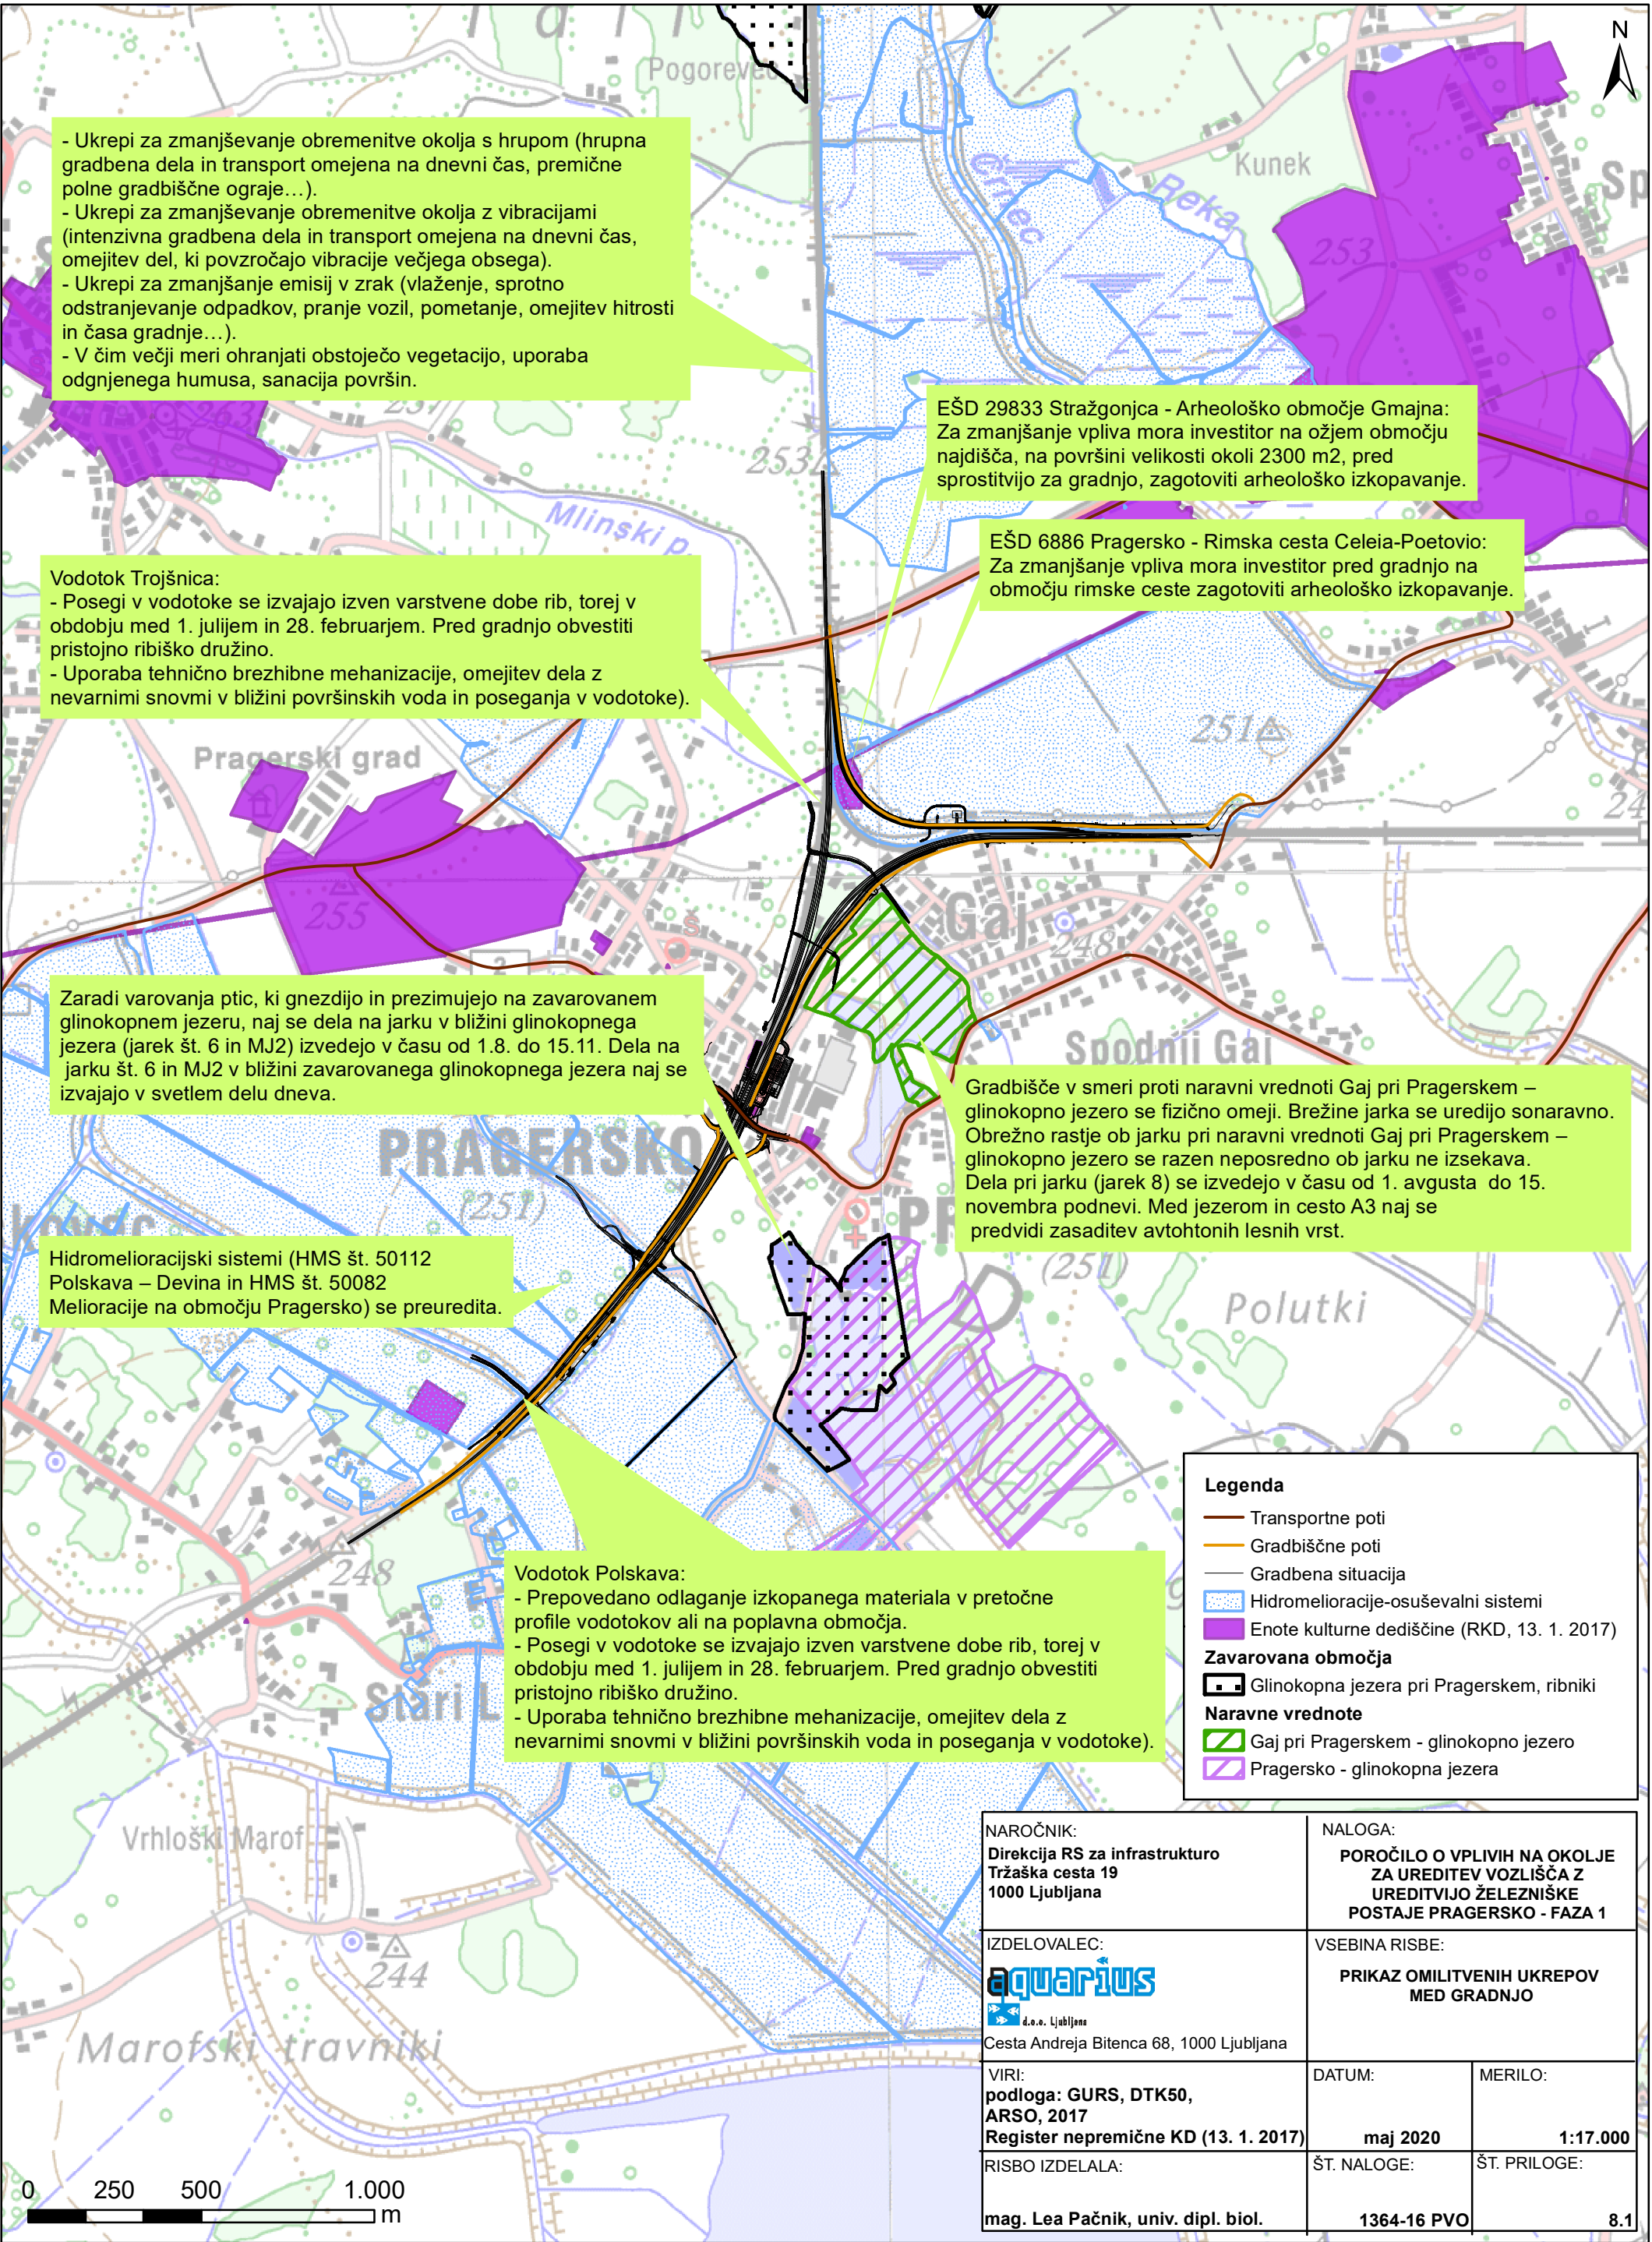 N
Pogorevec
Črnec
Reka
Kunek
Sp
253
- Ukrepi za zmanjševanje obremenitve okolja s hrupom (hrupna
gradbena dela in transport omejena na dnevni čas, premične
polne gradbiščne ograje…).
- Ukrepi za zmanjševanje obremenitve okolja z vibracijami
(intenzivna gradbena dela in transport omejena na dnevni čas,
omejitev del, ki povzročajo vibracije večjega obsega).
- Ukrepi za zmanjšanje emisij v zrak (vlaženje, sprotno
odstranjevanje odpadkov, pranje vozil, pometanje, omejitev hitrosti
in časa gradnje…).
- V čim večji meri ohranjati obstoječo vegetacijo, uporaba
odgnjenega humusa, sanacija površin.
263
253
Mlinski p.
EŠD 29833 Stražgonjca - Arheološko območje Gmajna:
Za zmanjšanje vpliva mora investitor na ožjem območju
najdišča, na površini velikosti okoli 2300 m2, pred
sprostitvijo za gradnjo, zagotoviti arheološko izkopavanje.
EŠD 6886 Pragersko - Rimska cesta Celeia-Poetovio:
Za zmanjšanje vpliva mora investitor pred gradnjo na
območju rimske ceste zagotoviti arheološko izkopavanje.
Vodotok Trojšnica:
- Posegi v vodotoke se izvajajo izven varstvene dobe rib, torej v
obdobju med 1. julijem in 28. februarjem. Pred gradnjo obvestiti
pristojno ribiško družino.
- Uporaba tehnično brezhibne mehanizacije, omejitev dela z
nevarnimi snovmi v bližini površinskih voda in poseganja v vodotoke).
Pragerski grad
251
24
255
Š
Gaj
248
Zaradi varovanja ptic, ki gnezdijo in prezimujejo na zavarovanem
glinokopnem jezeru, naj se dela na jarku v bližini glinokopnega
jezera (jarek št. 6 in MJ2) izvedejo v času od 1.8. do 15.11. Dela na
jarku št. 6 in MJ2 v bližini zavarovanega glinokopnega jezera naj se
izvajajo v svetlem delu dneva.
Spodnji Gaj
Gradbišče v smeri proti naravni vrednoti Gaj pri Pragerskem –
glinokopno jezero se fizično omeji. Brežine jarka se uredijo sonaravno.
Obrežno rastje ob jarku pri naravni vrednoti Gaj pri Pragerskem –
glinokopno jezero se razen neposredno ob jarku ne izsekava.
Dela pri jarku (jarek 8) se izvedejo v času od 1. avgusta do 15.
novembra podnevi. Med jezerom in cesto A3 naj se
predvidi zasaditev avtohtonih lesnih vrst.
PRAGERSKO
(251)
(251)
Polutki
Hidromelioracijski sistemi (HMS št. 50112
Polskava – Devina in HMS št. 50082
Melioracije na območju Pragersko) se preuredita.
248
Stari L
Vodotok Polskava:
- Prepovedano odlaganje izkopanega materiala v pretočne
profile vodotokov ali na poplavna območja.
- Posegi v vodotoke se izvajajo izven varstvene dobe rib, torej v
obdobju med 1. julijem in 28. februarjem. Pred gradnjo obvestiti
pristojno ribiško družino.
- Uporaba tehnično brezhibne mehanizacije, omejitev dela z
nevarnimi snovmi v bližini površinskih voda in poseganja v vodotoke).
Legenda
Transportne poti
Gradbiščne poti
Gradbena situacija
Hidromelioracije-osuševalni sistemi
Enote kulturne dediščine (RKD, 13. 1. 2017)
Zavarovana območja
Glinokopna jezera pri Pragerskem, ribniki
Naravne vrednote
Gaj pri Pragerskem - glinokopno jezero
Pragersko - glinokopna jezera
Vrhloški Marof
244
Marofski travniki
NAROČNIK:
Direkcija RS za infrastrukturo
Tržaška cesta 19
1000 Ljubljana
NALOGA:
POROČILO O VPLIVIH NA OKOLJE
ZA UREDITEV VOZLIŠČA Z
UREDITVIJO ŽELEZNIŠKE
POSTAJE PRAGERSKO - FAZA 1
IZDELOVALEC:
aquarius
d.o.o. Ljubljana
Cesta Andreja Bitenca 68, 1000 Ljubljana
VSEBINA RISBE:
PRIKAZ OMILITVENIH UKREPOV
MED GRADNJO
VIRI:
podloga: GURS, DTK50,
ARSO, 2017
Register nepremične KD (13. 1. 2017)
DATUM:
maj 2020
MERILO:
1:17.000
RISBO IZDELALA:
mag. Lea Pačnik, univ. dipl. biol.
ŠT. NALOGE:
1364-16 PVO
ŠT. PRILOGE:
8.1
0 250 500 1.000
m